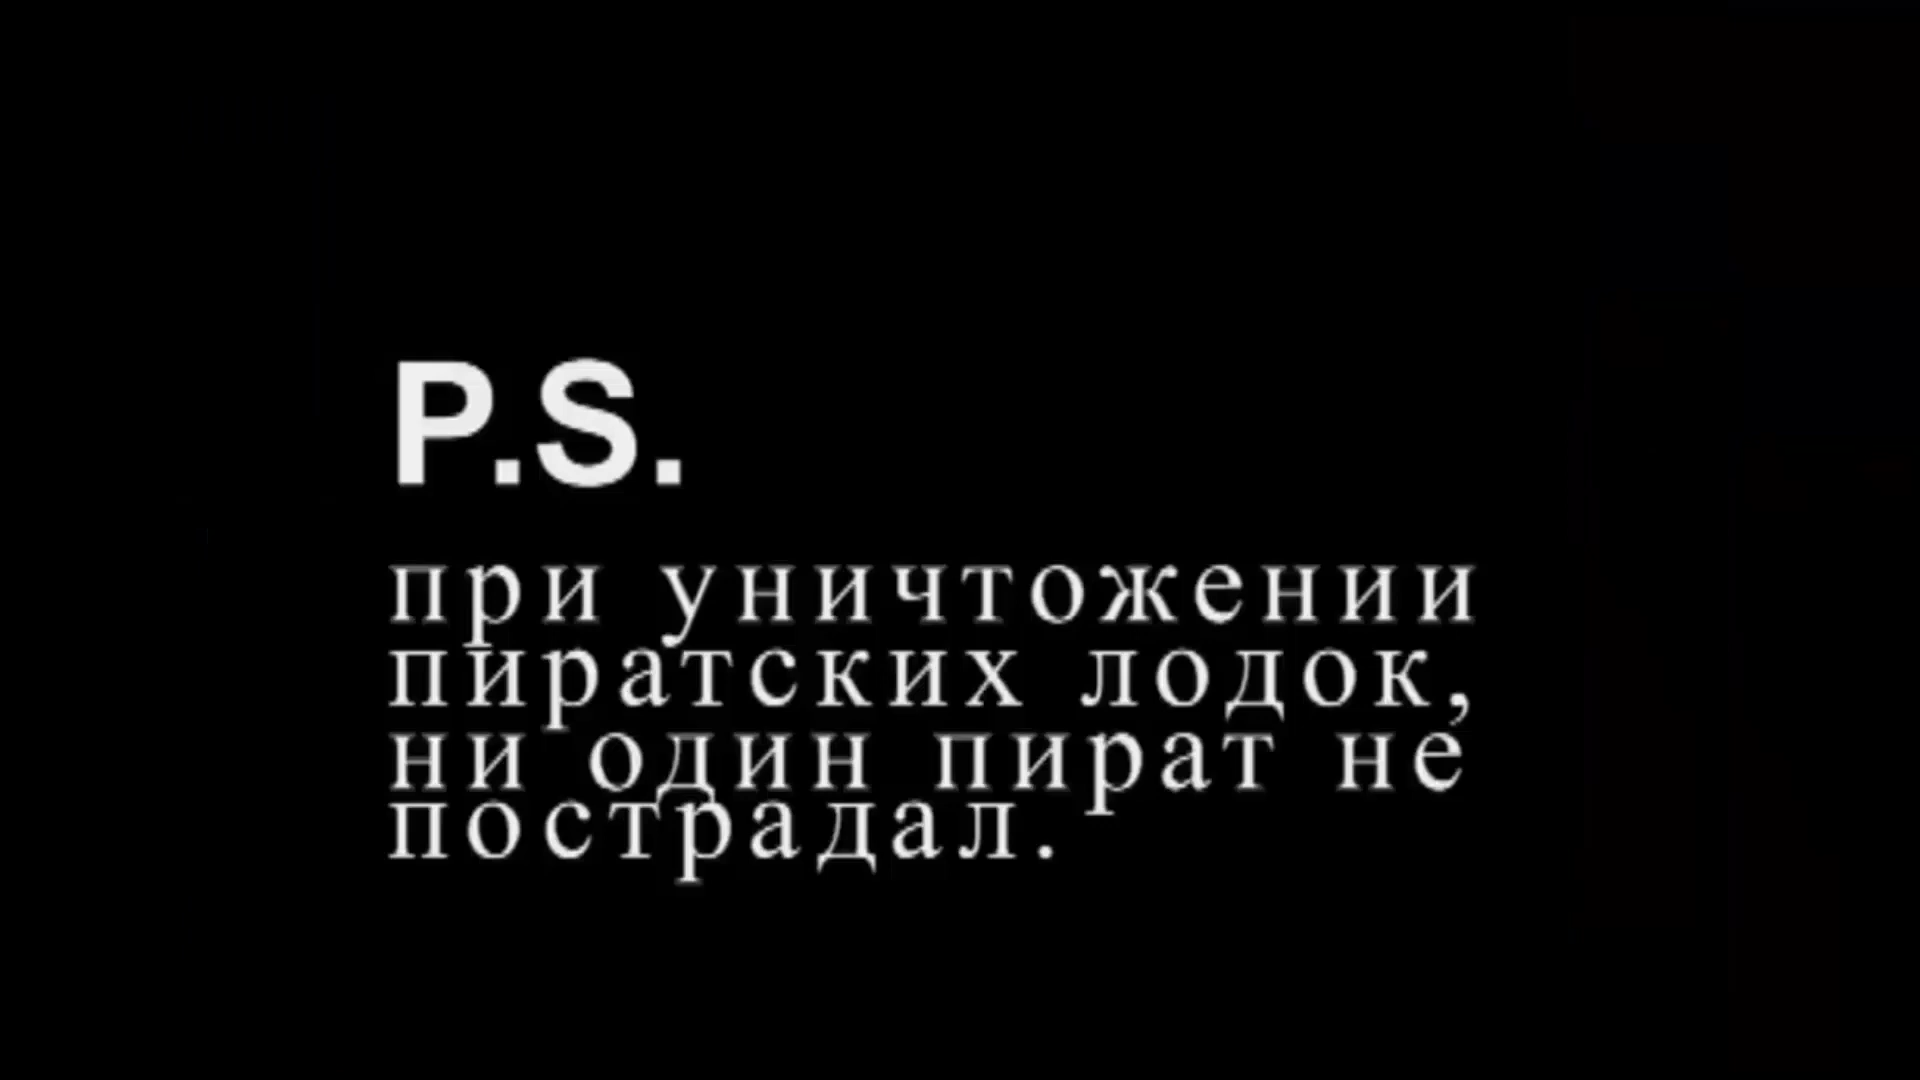 P.S.
при уничтожении
пиратских лодок,
ни один пират не
пострадал.